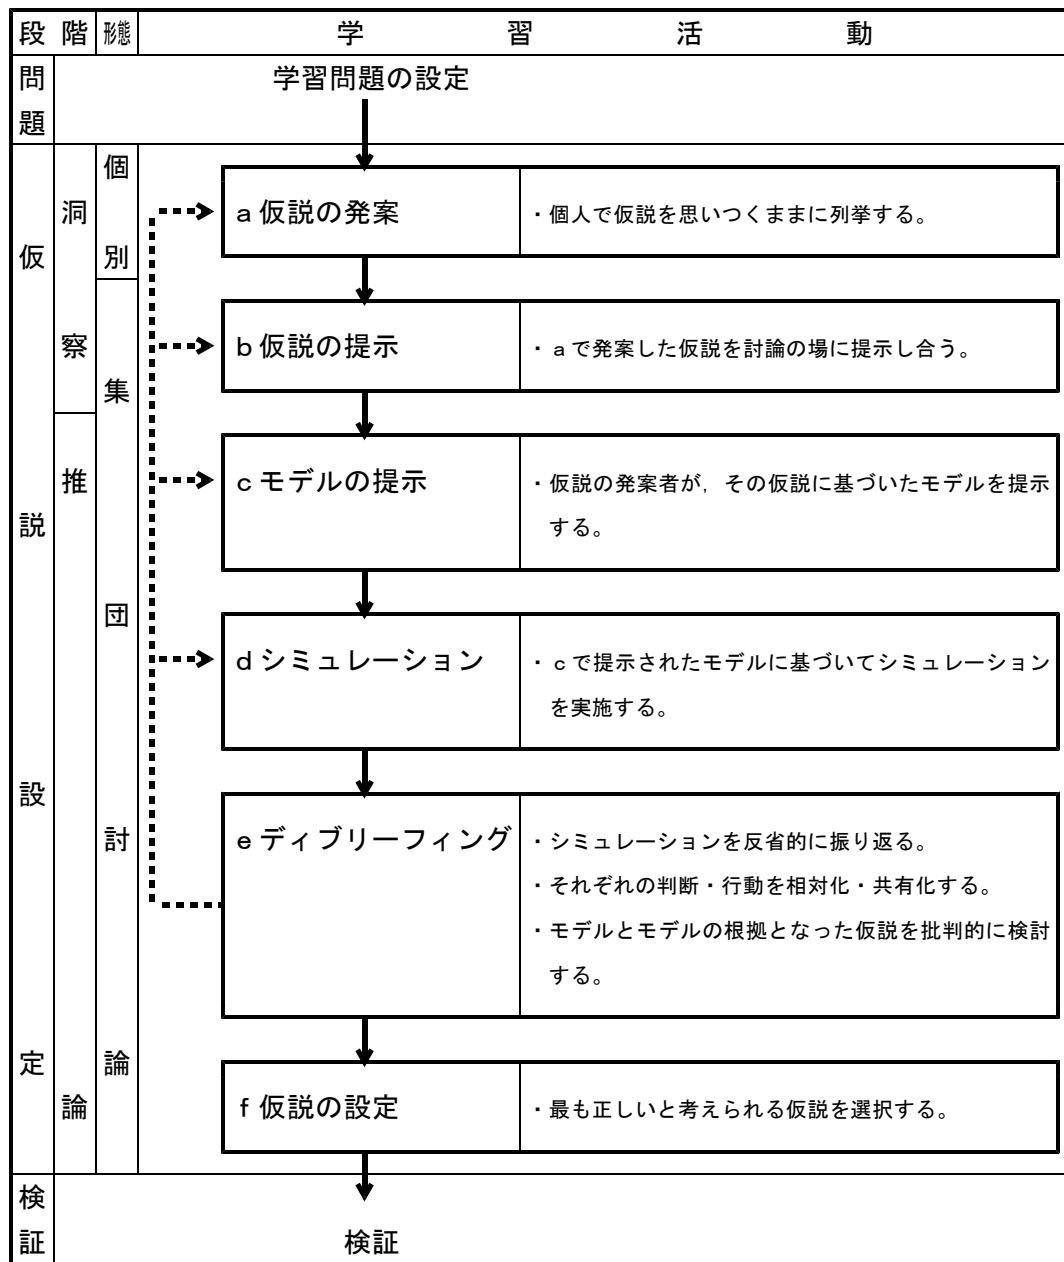 段階 形態 学習活動
問題 学習問題の設定
仮説設定
洞察
推論
個別
集団討論
a仮説の発案 ・個人で仮説を思いつくままに列挙する。
b仮説の提示 ・aで発案した仮説を討論の場に提示し合う。
cモデルの提示 ・仮説の発案者が，その仮説に基づいたモデルを提示
する。
dシミュレーション ・cで提示されたモデルに基づいてシミュレーション
を実施する。
eディブリーフィング ・シミュレーションを反省的に振り返る。
・それぞれの判断・行動を相対化・共有化する。
・モデルとモデルの根拠となった仮説を批判的に検討
する。
f仮説の設定 ・最も正しいと考えられる仮説を選択する。
検証 検証